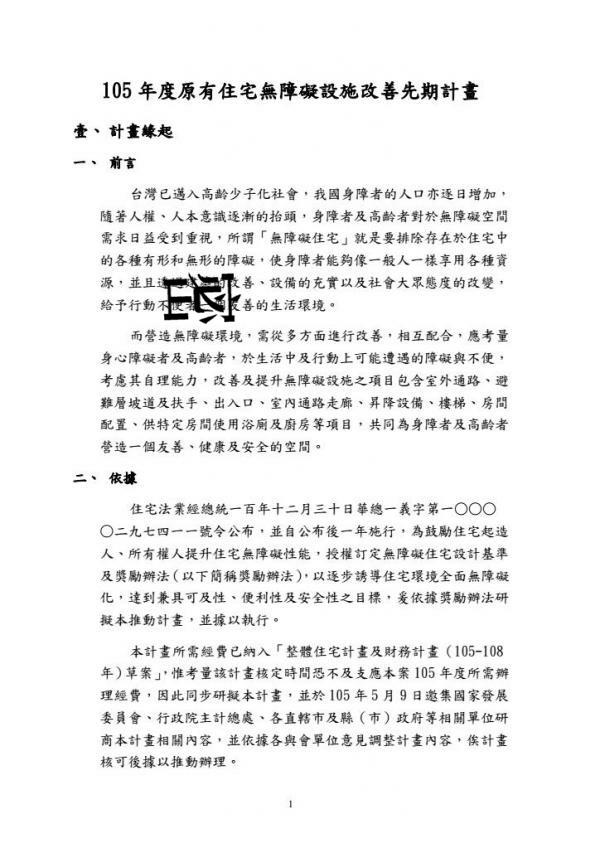 105 年度原有住宅無障礙設施改善先期計畫
壹、計畫緣起
一、 前言
台灣已邁入高齡少子化社會,我國身障者的人口亦逐日增加,
隨著人權、人本意識逐漸的抬頭,身障者及高齡者對於無障礙空間
需求日益受到重視,所謂「無障礙住宅」就是要排除存在於住宅中
的各種有形和無形的障礙,使身障者能夠像一般人一樣享用各種資
源,並且 改善、設備的充實以及社會大眾態度的改變,
給予行動 友善的生活環境。
而營造無障礙環境,需從多方面進行改善,相互配合,應考量
身心障礙者及高齡者,於生活中及行動上可能遭遇的障礙與不便,
考慮其自理能力,改善及提升無障礙設施之項目包含室外通路、避
難層坡道及扶手、出入口、室內通路走廊、昇降設備、樓梯、房間
配置、供特定房間使用浴廁及廚房等項目,共同為身障者及高齡者
營造一個友善、健康及安全的空間。
二、 依據
住宅法業經總統一百年十二月三十日華總一義字第一○○○
○二九七四一一號令公布,並自公布後一年施行,為鼓勵住宅起造
人、所有權人提升住宅無障礙性能,授權訂定無障礙住宅設計基準
及獎勵辦法(以下簡稱獎勵辦法),以逐步誘導住宅環境全面無障礙
化,達到兼具可及性、便利性及安全性之目標,爰依據獎勵辦法研
擬本推動計畫,並據以執行。
本計畫所需經費已納入「整體住宅計畫及財務計畫(105-108
年)草案」,惟考量該計畫核定時間恐不及支應本案 105 年度所需辦
理經費,因此同步研擬本計畫,並於 105 年 5 月 9 日邀集國家發展
委員會、行政院主計總處、各直轄市及縣(市)政府等相關單位研
商本計畫相關內容,並依據各與會單位意見調整計畫內容,俟計畫
核可後據以推動辦理。
1